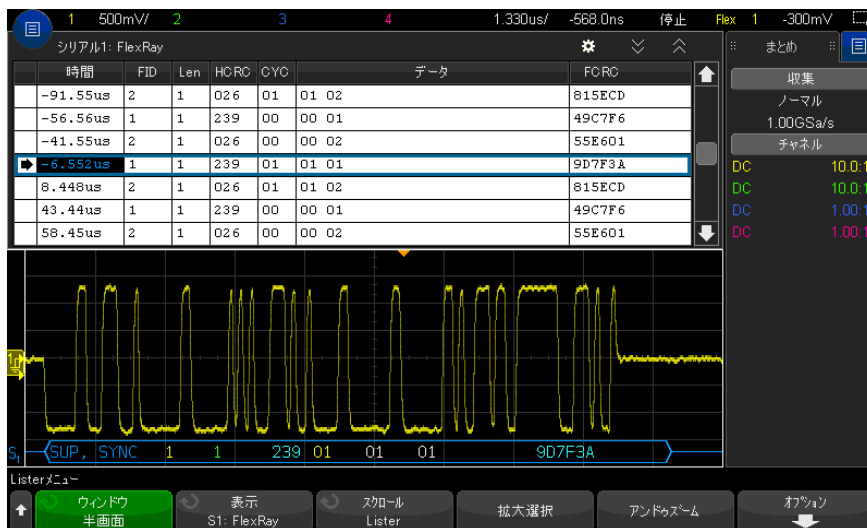 1 500mV/ 2 3 4 1.330us/ -568.0ns 停止 Flex 1 -300mV
シリアル1: FlexRay
まとめ
時間 FID Len HCRC CYC データ FCRC
-91.55us 2 1 026 01 01 02 815ECD
-56.56us 1 1 239 00 00 01 49C7F6
-41.55us 2 1 026 00 00 02 55E601
-6.552us 1 1 239 01 01 01 9D7F3A
8.448us 2 1 026 01 01 02 815ECD
43.44us 1 1 239 00 00 01 49C7F6
58.45us 2 1 026 00 00 02 55E601
収集
ノーマル
1.00GSa/s
チャネル
DC 10.0:1
DC 10.0:1
DC 1.00:1
DC 1.00:1
1
S1 SUP, SYNC 1 1 239 01 01 01 9D7F3A
Listerメニュー
ウィンドウ
半画面
表示
S1: FlexRay
スクロール
Lister
拡大選択
アンドゥズーム
オプション